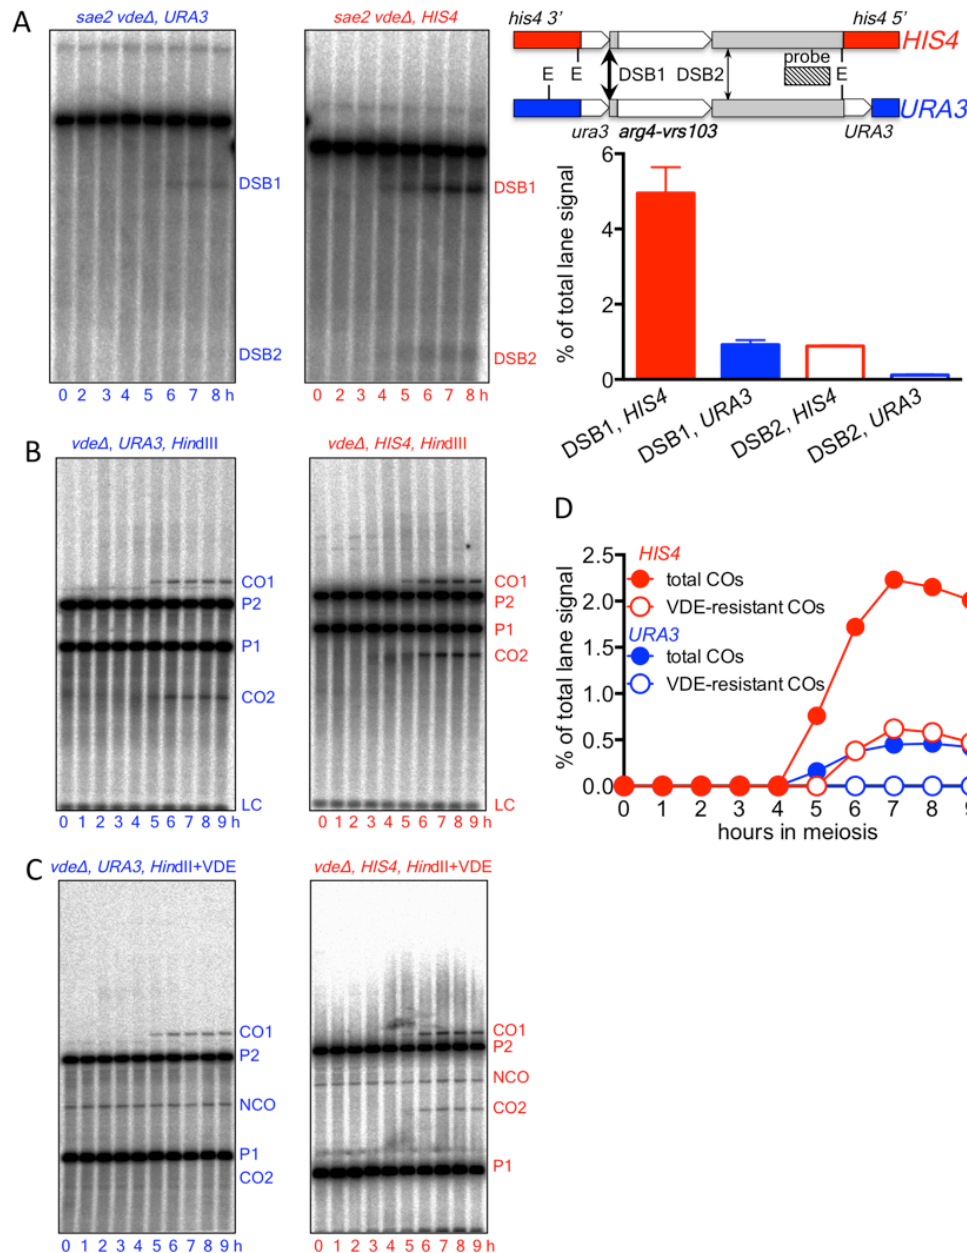 A
sae2 vdeΔ, URA3
sae2 vdeΔ, HIS4
DSB1
DSB2
DSB1
DSB2
0 2 3 4 5 6 7 8 h
0 2 3 4 5 6 7 8 h
his4 3’
his4 5’
HIS4
E
E
DSB1
DSB2
probe
E
URA3
ura3
arg4-vrs103
URA3
% of total lane signal
6
4
2
0
DSB1, HIS4
DSB1, URA3
DSB2, HIS4
DSB2, URA3
B
vdeΔ, URA3, HindIII
vdeΔ, HIS4, HindIII
CO1
P2
P1
CO2
LC
CO1
P2
P1
CO2
LC
0 1 2 3 4 5 6 7 8 9 h
0 1 2 3 4 5 6 7 8 9 h
D
% of total lane signal
2.5
2.0
1.5
1.0
0.5
0.0
HIS4
total COs
VDE-resistant COs
URA3
total COs
VDE-resistant COs
0 1 2 3 4 5 6 7 8 9
hours in meiosis
C
vdeΔ, URA3, HindII+VDE
vdeΔ, HIS4, HindII+VDE
CO1
P2
NCO
P1
CO2
CO1
P2
NCO
CO2
P1
0 1 2 3 4 5 6 7 8 9 h
0 1 2 3 4 5 6 7 8 9 h